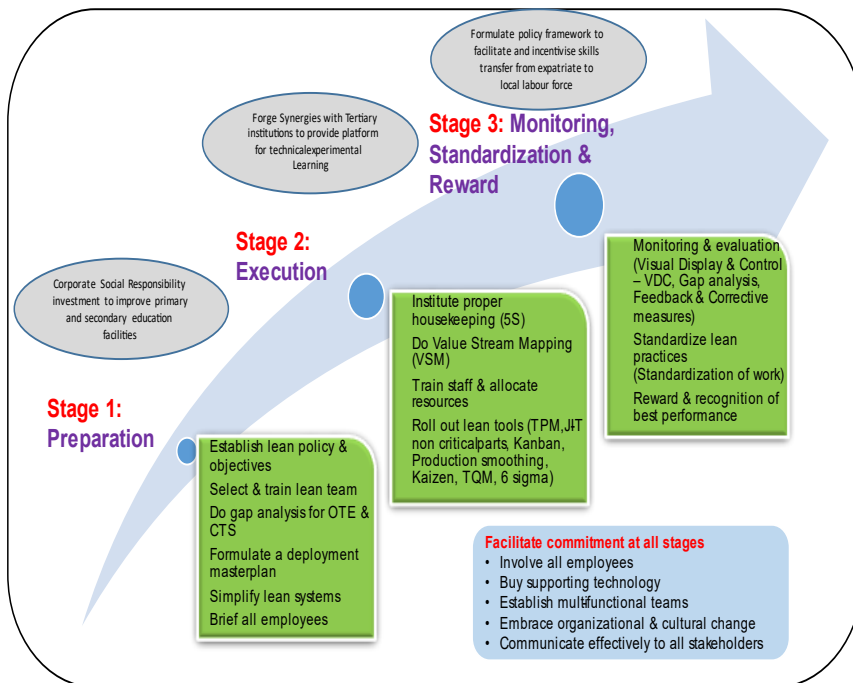 Formulate policy framework to
facilitate and incentivise skills
transfer from expatriate to
local labour force
Forge Synergies with Tertiary
institutions to provide platform
for technicalexperimental
Learning
Stage 3: Monitoring,
Standardization &
Reward
Stage 2:
Execution
Corporate Social Responsibility
investment to improve primary
and secondary education
facilities
Stage 1:
Preparation
Establish lean policy &
objectives
Select & train lean team
Do gap analysis for OTE &
CTS
Formulate a deployment
masterplan
Simplify lean systems
Brief all employees
Institute proper
housekeeping (5S)
Do Value Stream Mapping
(VSM)
Train staff & allocate
resources
Roll out lean tools (TPM,J-I-T
non criticalparts, Kanban,
Production smoothing,
Kaizen, TQM, 6 sigma)
Monitoring & evaluation
(Visual Display & Control
– VDC, Gap analysis,
Feedback & Corrective
measures)
Standardize lean
practices
(Standardization of work)
Reward & recognition of
best performance
Facilitate commitment at all stages
• Involve all employees
• Buy supporting technology
• Establish multi-functional teams
• Embrace organizational & cultural change
• Communicate effectively to all stakeholders